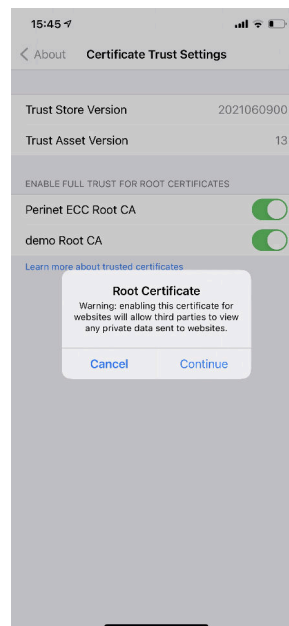 15:45
About
Certificate Trust Settings
Trust Store Version
2021060900
Trust Asset Version
13
ENABLE FULL TRUST FOR ROOT CERTIFICATES
Perinet ECC Root CA
demo Root CA
Learn more about trusted certificates
Root Certificate
Warning: enabling this certificate for
websites will allow third parties to view
any private data sent to websites.
Cancel
Continue